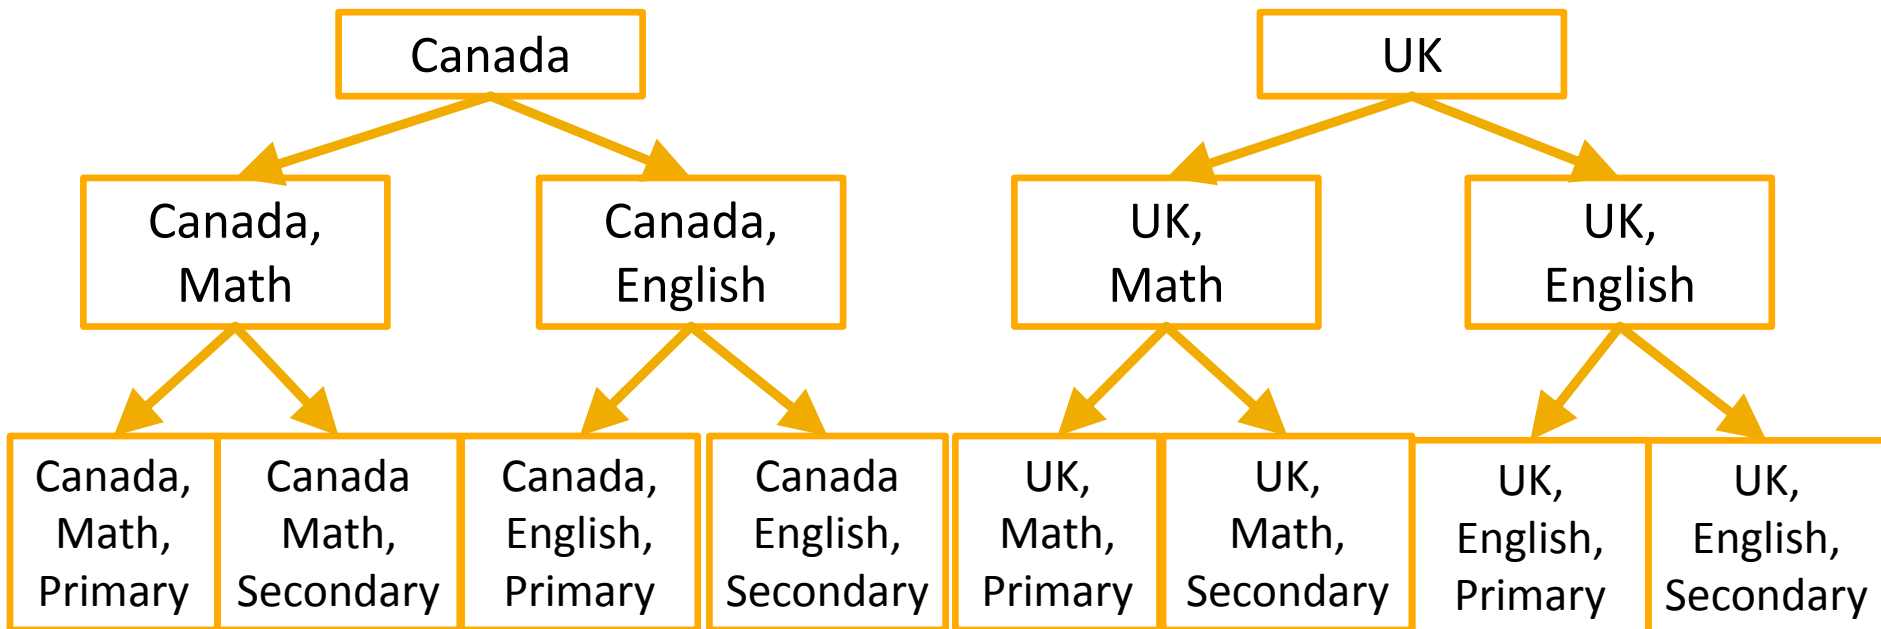 Canada
UK
Canada,
Math
Canada,
English
UK,
Math
UK,
English
Canada,
Math,
Primary
Canada
Math,
Secondary
Canada,
English,
Primary
Canada
English,
Secondary
UK,
Math,
Primary
UK,
Math,
Secondary
UK,
English,
Primary
UK,
English,
Secondary